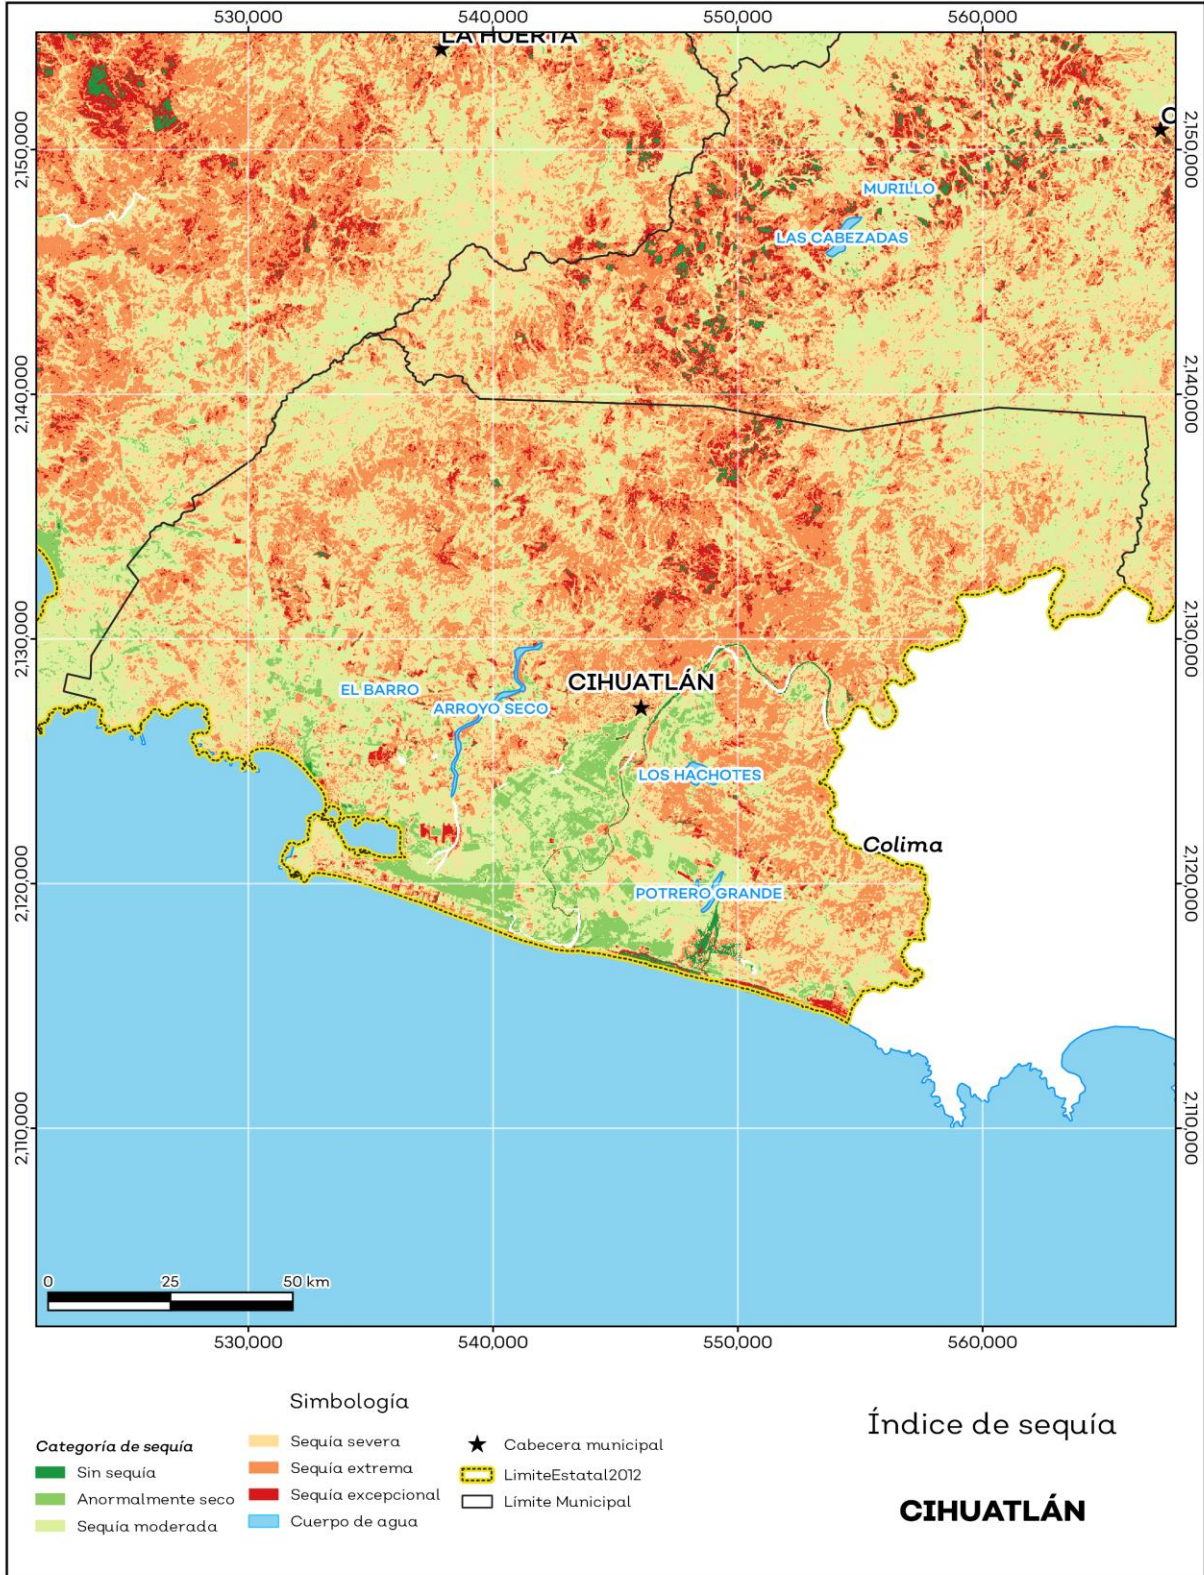 530,000 540,000 550,000 560,000
LA HUERTA
C
2,150,000 2,150,000
MURILLO
LAS CABEZADAS
2,140,000 2,140,000
2,130,000 2,130,000
CIHUATLÁN
EL BARRO
ARROYO SECO
LOS HACHOTES
Colima
2,120,000 2,120,000
POTRERO GRANDE
2,110,000 2,110,000
0 25 50 km
530,000 540,000 550,000 560,000
Simbología
Categoría de sequía
Sin sequía
Anormalmente seco
Sequía moderada
Sequía severa
Sequía extrema
Sequía excepcional
Cuerpo de agua
Cabecera municipal
LimiteEstatal2012
Límite Municipal
Índice de sequía
CIHUATLÁN